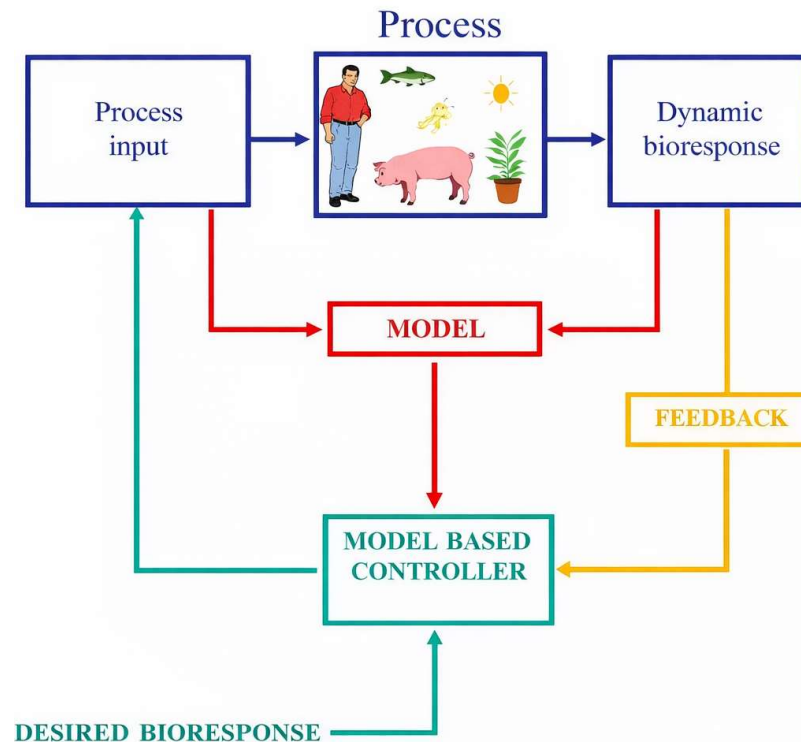 Process
Process
input
Dynamic
bioresponse
MODEL
FEEDBACK
MODEL BASED
CONTROLLER
DESIRED BIORESPONSE